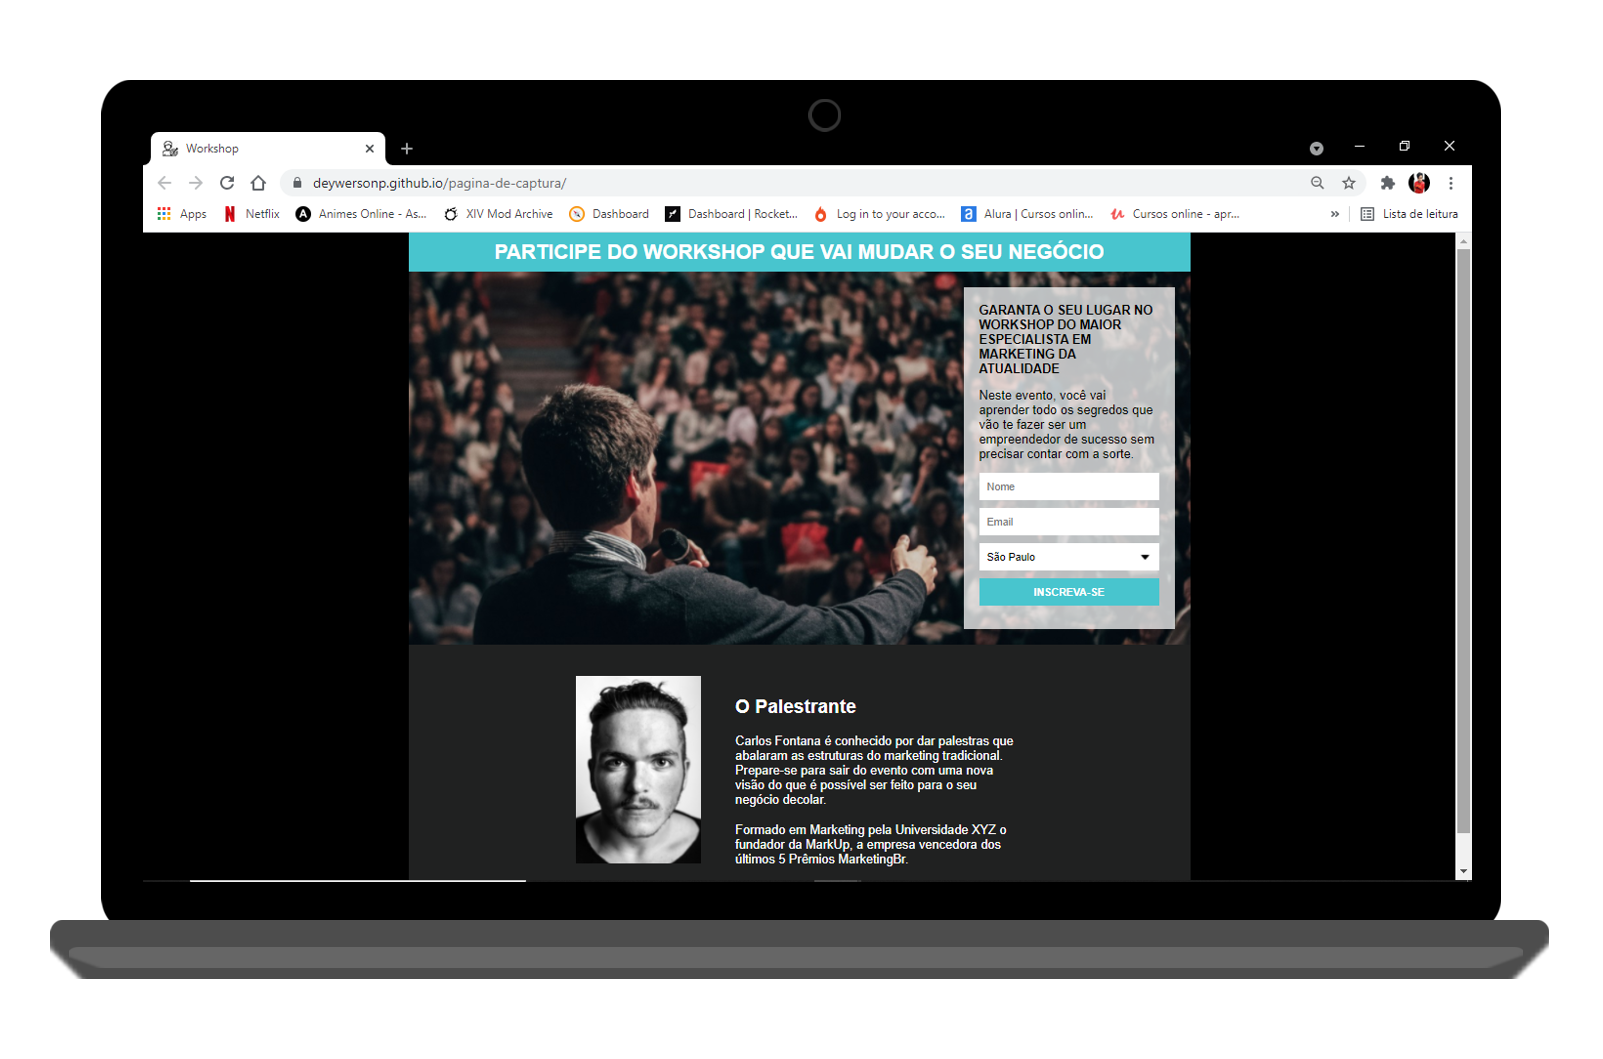 Workshop
deywersonp.github.io/pagina-de-captura/
Apps Netflix Animes Online - As... XIV Mod Archive Dashboard Dashboard | Rocket... Log in to your acco... Alura | Cursos onlin... Cursos online - apr... » Lista de leitura
PARTICIPE DO WORKSHOP QUE VAI MUDAR O SEU NEGÓCIO
GARANTA O SEU LUGAR NO
WORKSHOP DO MAIOR
ESPECIALISTA EM
MARKETING DA
ATUALIDADE
Neste evento, você vai
aprender todo os segredos que
vão te fazer ser um
empreendedor de sucesso sem
precisar contar com a sorte.
Nome
Email
São Paulo
INSCREVA-SE
O Palestrante
Carlos Fontana é conhecido por dar palestras que
abalaram as estruturas do marketing tradicional.
Prepare-se para sair do evento com uma nova
visão do que é possível ser feito para o seu
negócio decolar.
Formado em Marketing pela Universidade XYZ o
fundador da MarkUp, a empresa vencedora dos
últimos 5 Prêmios MarketingBr.